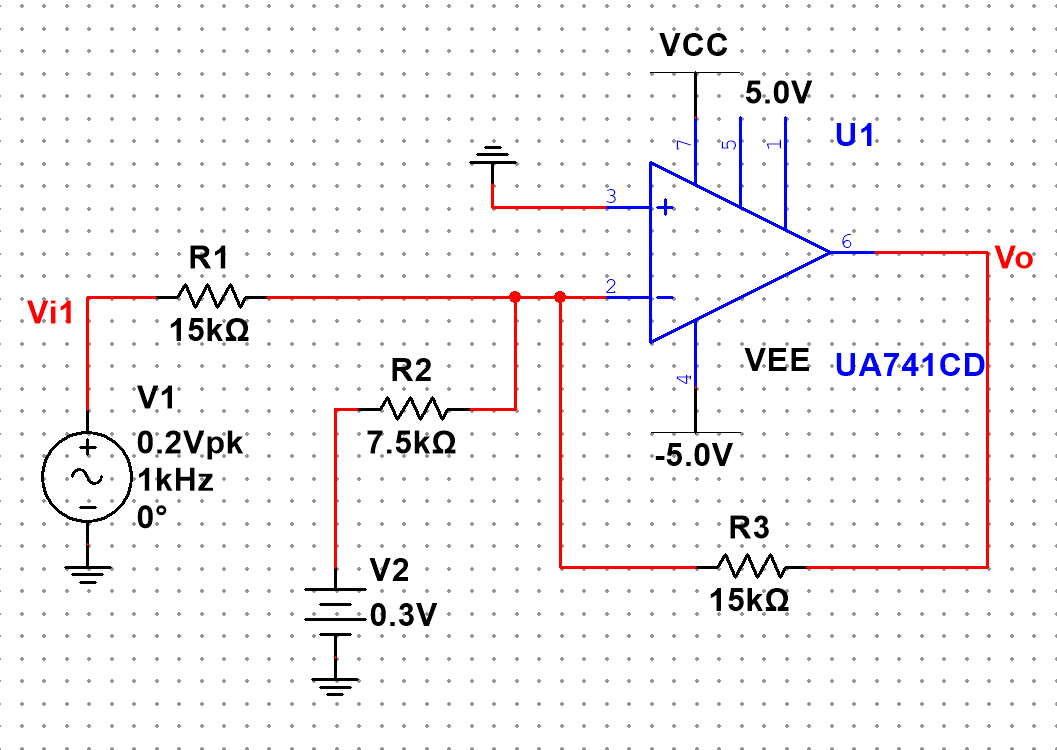 VCC
5.0V
U1
7
5
1
3
+
6
Vo
2
−
R1
Vi1
15kΩ
R2
7.5kΩ
VEE
UA741CD
4
-5.0V
V1
0.2Vpk
1kHz
0°
+
−
R3
15kΩ
V2
0.3V